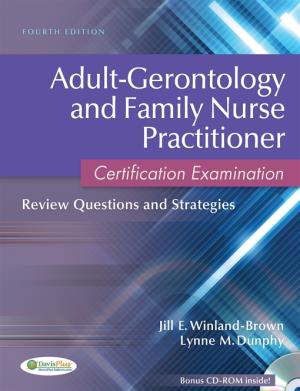 FOURTH EDITION
Adult-Gerontology
and Family Nurse
Practitioner
Certification Examination
Review Questions and Strategies
Jill E. Winland-Brown
Lynne M. Dunphy
DavisPlus
Bonus CD-ROM inside!